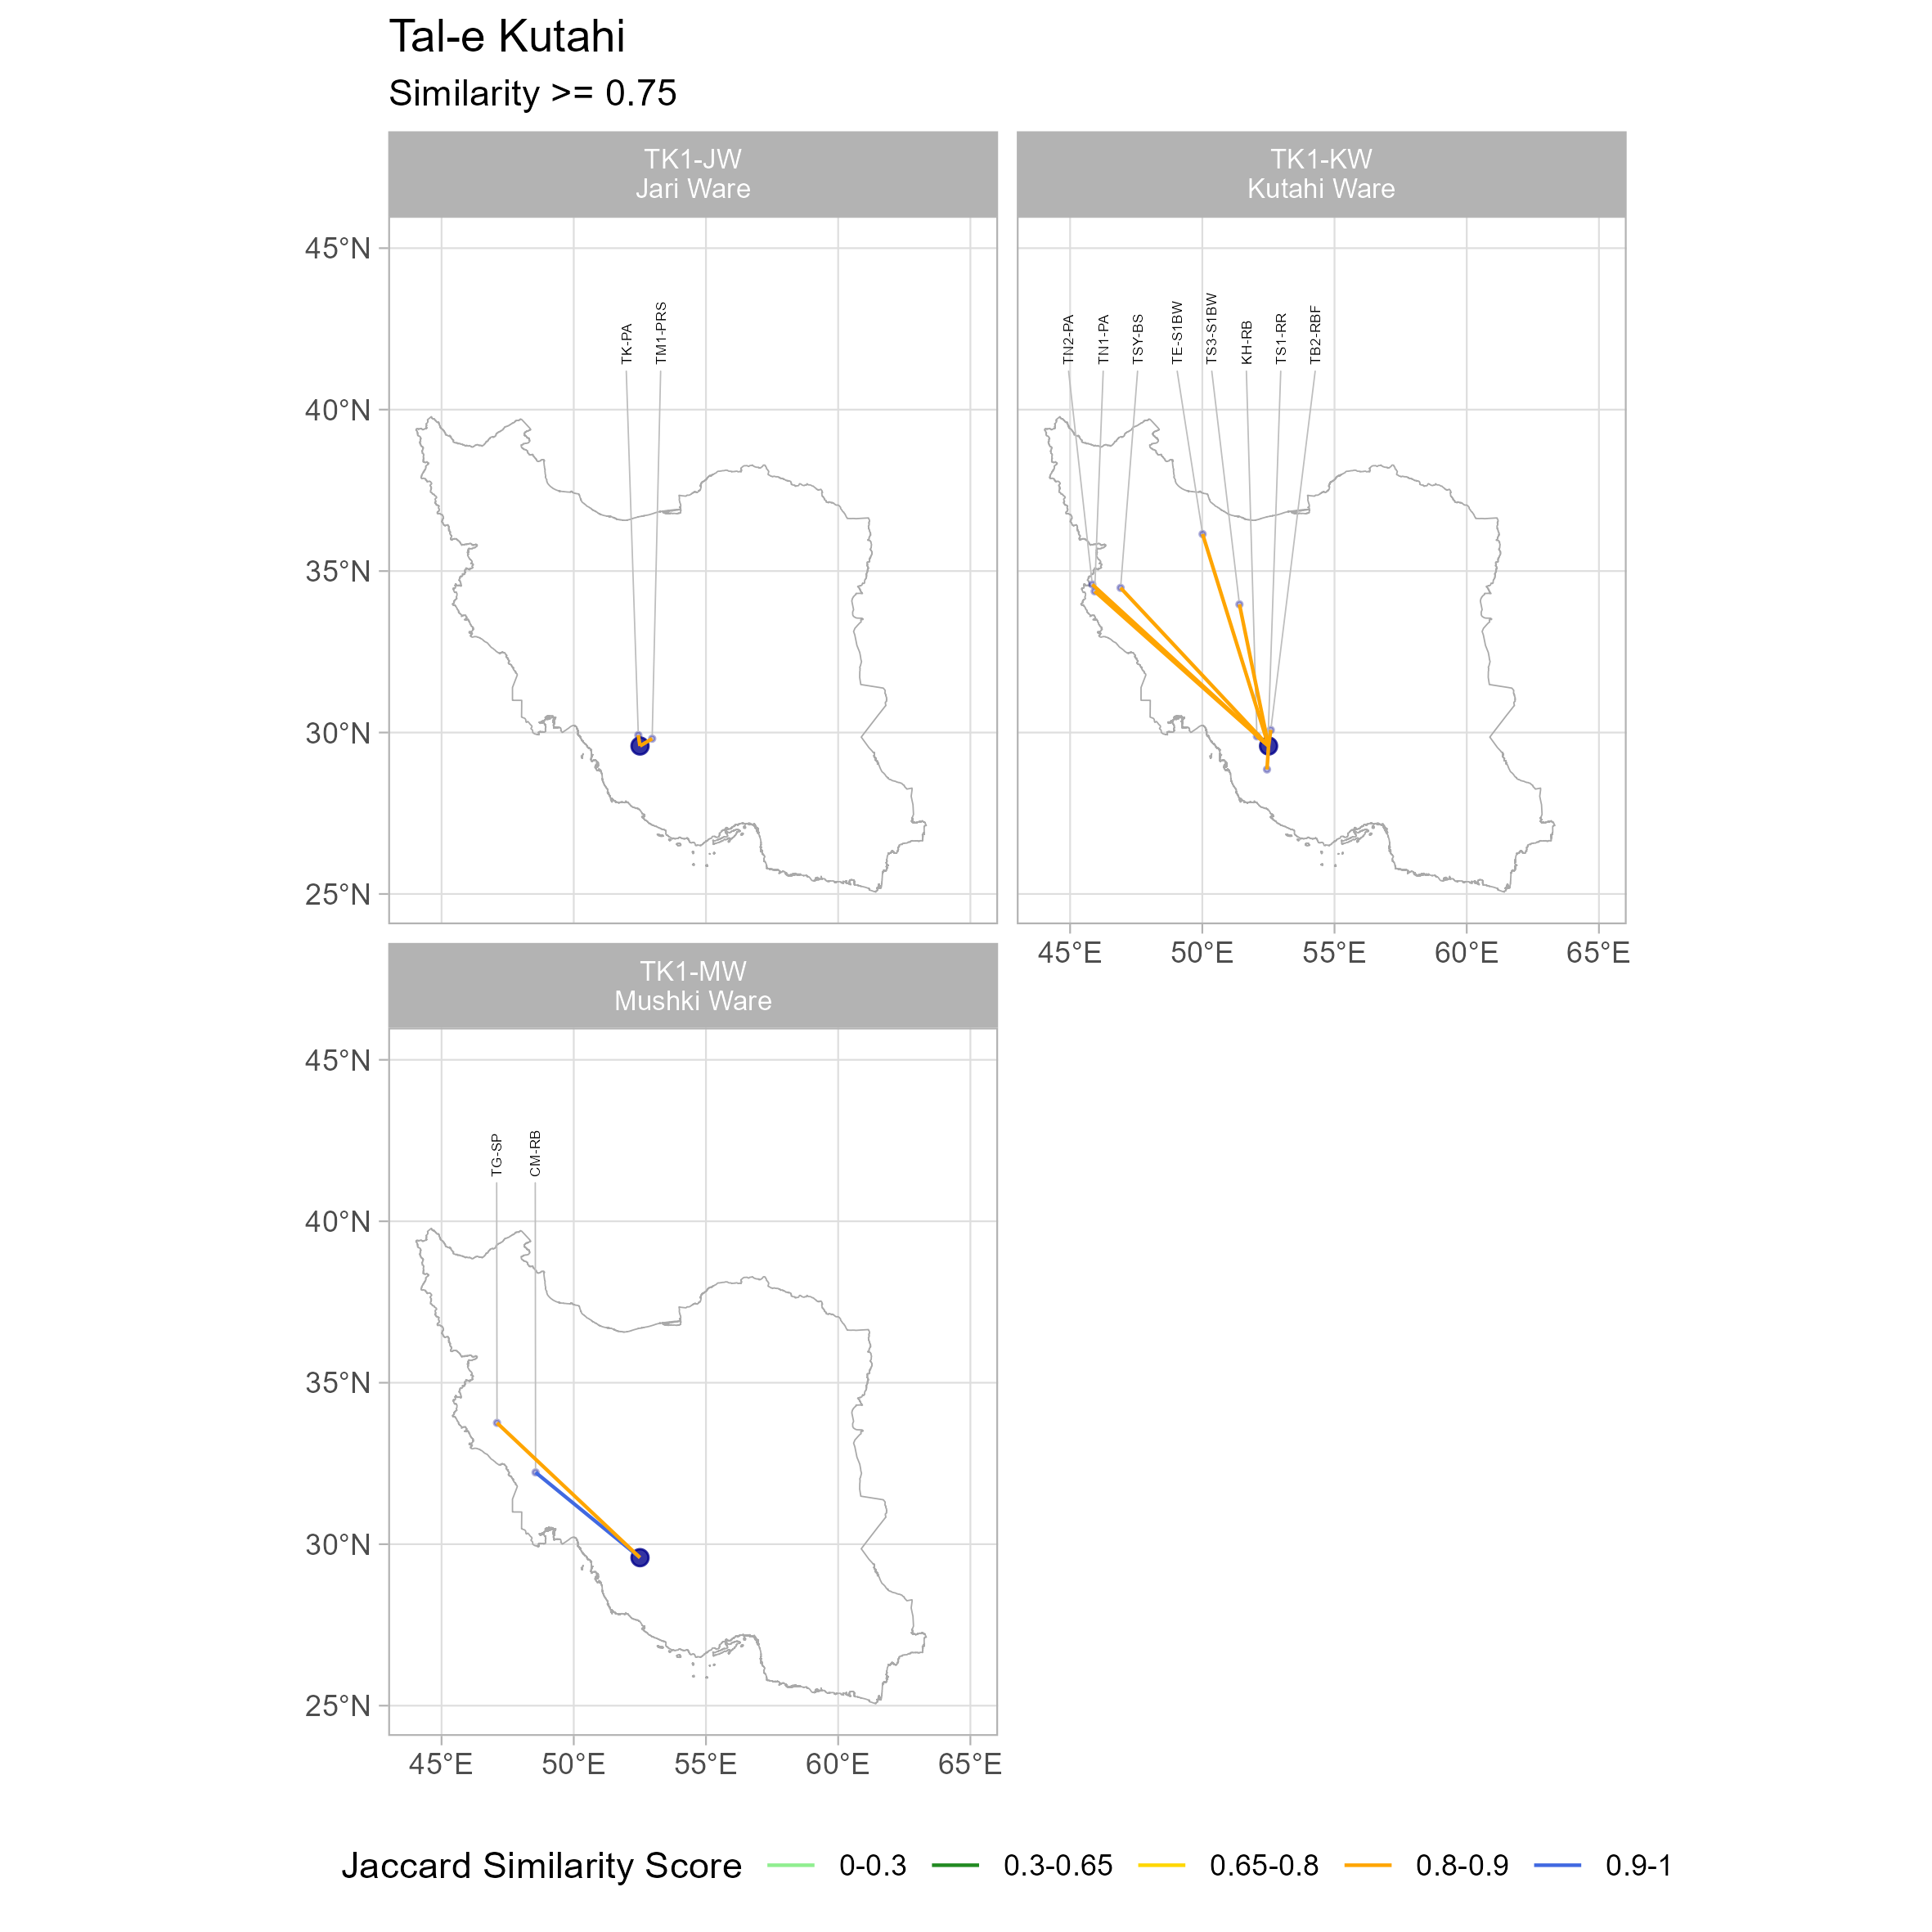 Tal-e Kutahi
Similarity >= 0.75
TK1-JW
Jari Ware
TK1-KW
Kutahi Ware
45°N
40°N
35°N
30°N
25°N
TK-PA
TM1-PRS
TN2-PA
TN1-PA
TSY-BS
TE-S1BW
TS3-S1BW
KH-RB
TS1-RR
TB2-RBF
45°E
50°E
55°E
60°E
65°E
TK1-MW
Mushki Ware
45°N
40°N
35°N
30°N
25°N
TG-SP
CM-RB
45°E
50°E
55°E
60°E
65°E
Jaccard Similarity Score 0-0.3 0.3-0.65 0.65-0.8 0.8-0.9 0.9-1